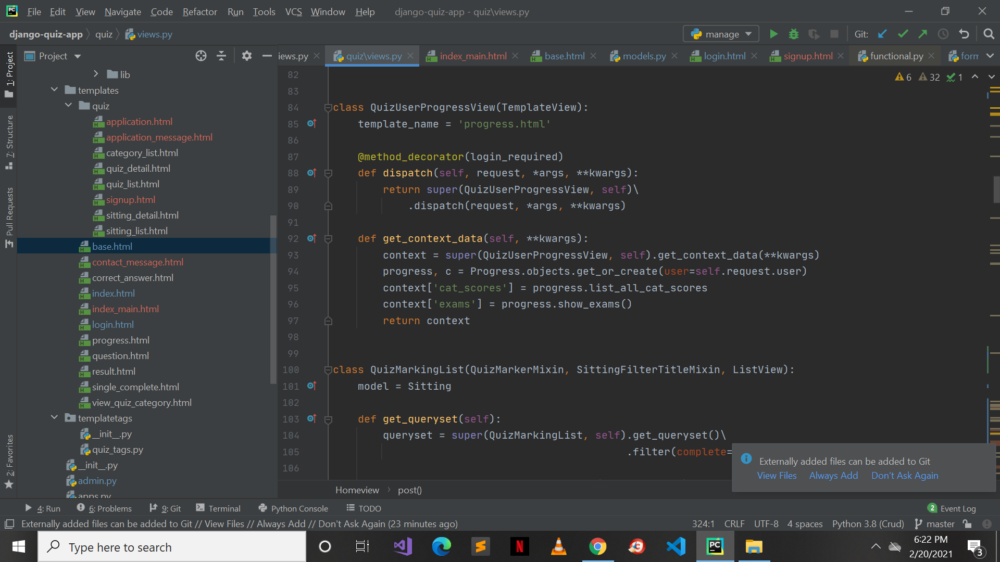 File Edit View Navigate Code Refactor Run Tools VCS Window Help django-quiz-app - quiz\views.py
django-quiz-app quiz views.py manage Git:
Project iews.py quiz\views.py index_main.html base.html models.py login.html signup.html functional.py form
6 32 1
1: Project
7: Structure
Pull Requests
2: Favorites
lib
templates
quiz
application.html
application_message.html
category_list.html
quiz_detail.html
quiz_list.html
signup.html
sitting_detail.html
sitting_list.html
base.html
contact_message.html
correct_answer.html
index.html
index_main.html
login.html
progress.html
question.html
result.html
single_complete.html
view_quiz_category.html
templatetags
__init__.py
quiz_tags.py
__init__.py
admin.py
apps.py
82
83
84 class QuizUserProgressView(TemplateView):
85 template_name = 'progress.html'
86
87 @method_decorator(login_required)
88 def dispatch(self, request, *args, **kwargs):
89 return super(QuizUserProgressView, self)\
90 .dispatch(request, *args, **kwargs)
91
92 def get_context_data(self, **kwargs):
93 context = super(QuizUserProgressView, self).get_context_data(**kwargs)
94 progress, c = Progress.objects.get_or_create(user=self.request.user)
95 context['cat_scores'] = progress.list_all_cat_scores
96 context['exams'] = progress.show_exams()
97 return context
98
99
100 class QuizMarkingList(QuizMarkerMixin, SittingFilterTitleMixin, ListView):
101 model = Sitting
102
103 def get_queryset(self):
104 queryset = super(QuizMarkingList, self).get_queryset()\
105 .filter(complete=
106
Externally added files can be added to Git
View Files Always Add Don't Ask Again
Homeview post()
4: Run 6: Problems 9: Git Terminal Python Console TODO 2 Event Log
Externally added files can be added to Git // View Files // Always Add // Don't Ask Again (23 minutes ago) 324:1 CRLF UTF-8 4 spaces Python 3.8 (Crud) master
Type here to search
6:22 PM
2/20/2021
3